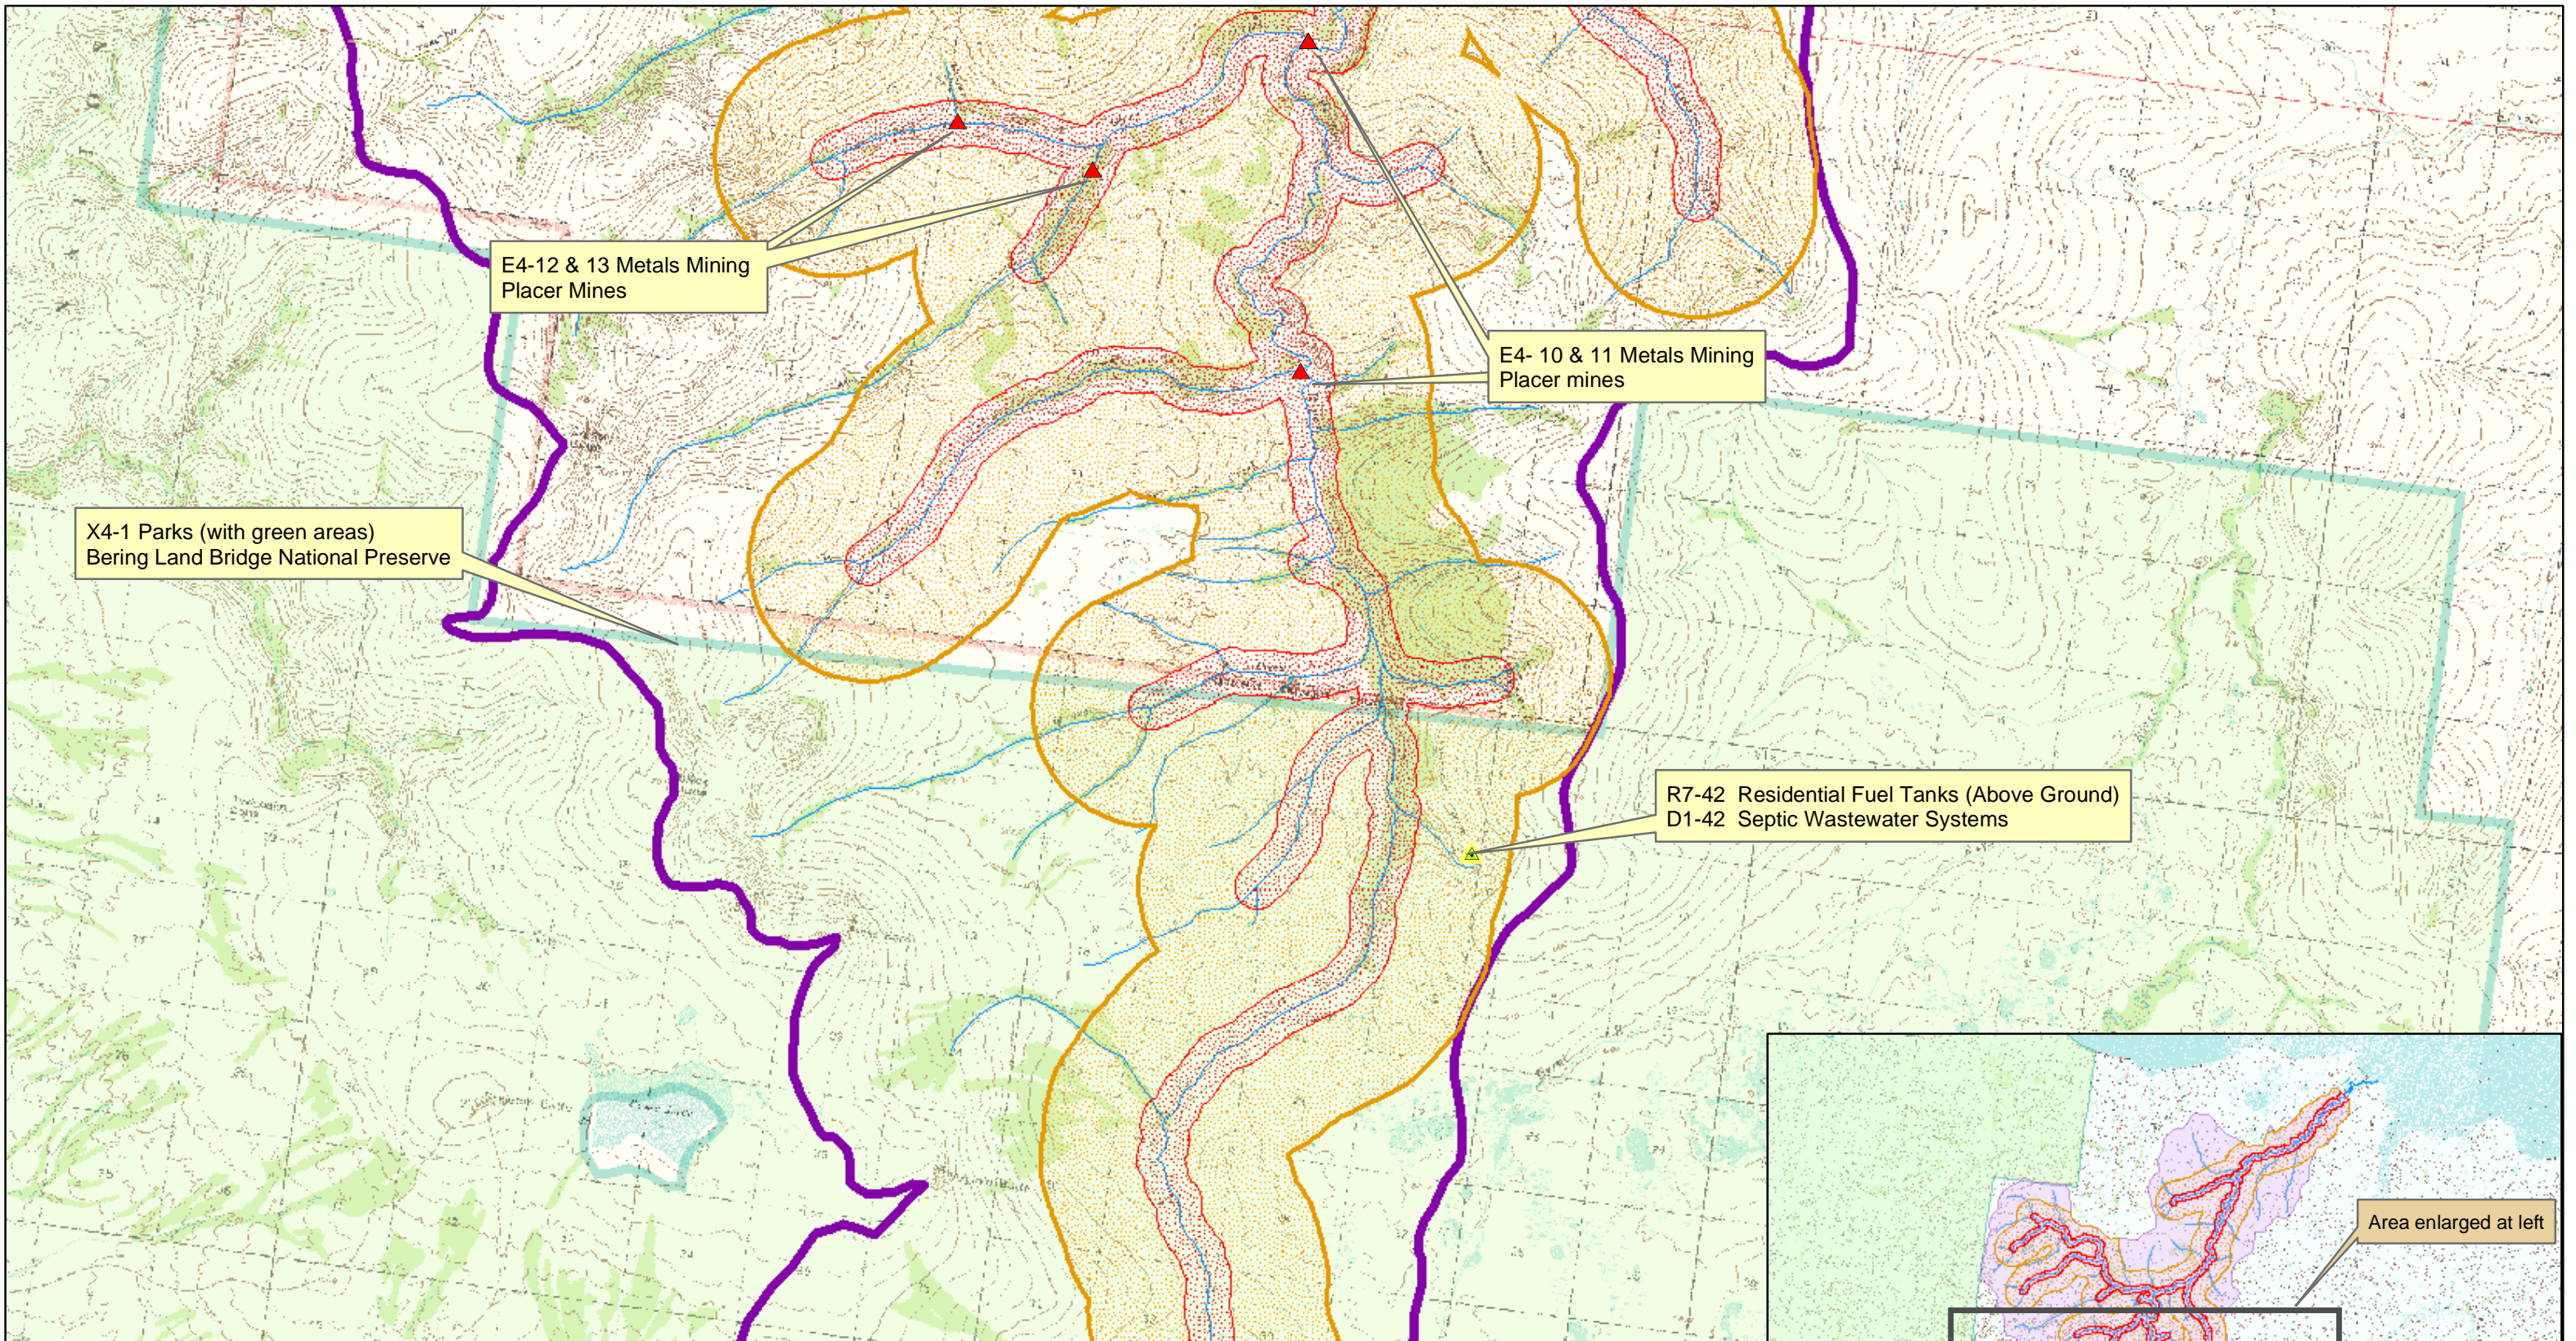 E4-12 & 13 Metals Mining
Placer Mines
E4- 10 & 11 Metals Mining
Placer mines
X4-1 Parks (with green areas)
Bering Land Bridge National Preserve
R7-42 Residential Fuel Tanks (Above Ground)
D1-42 Septic Wastewater Systems
Area enlarged at left